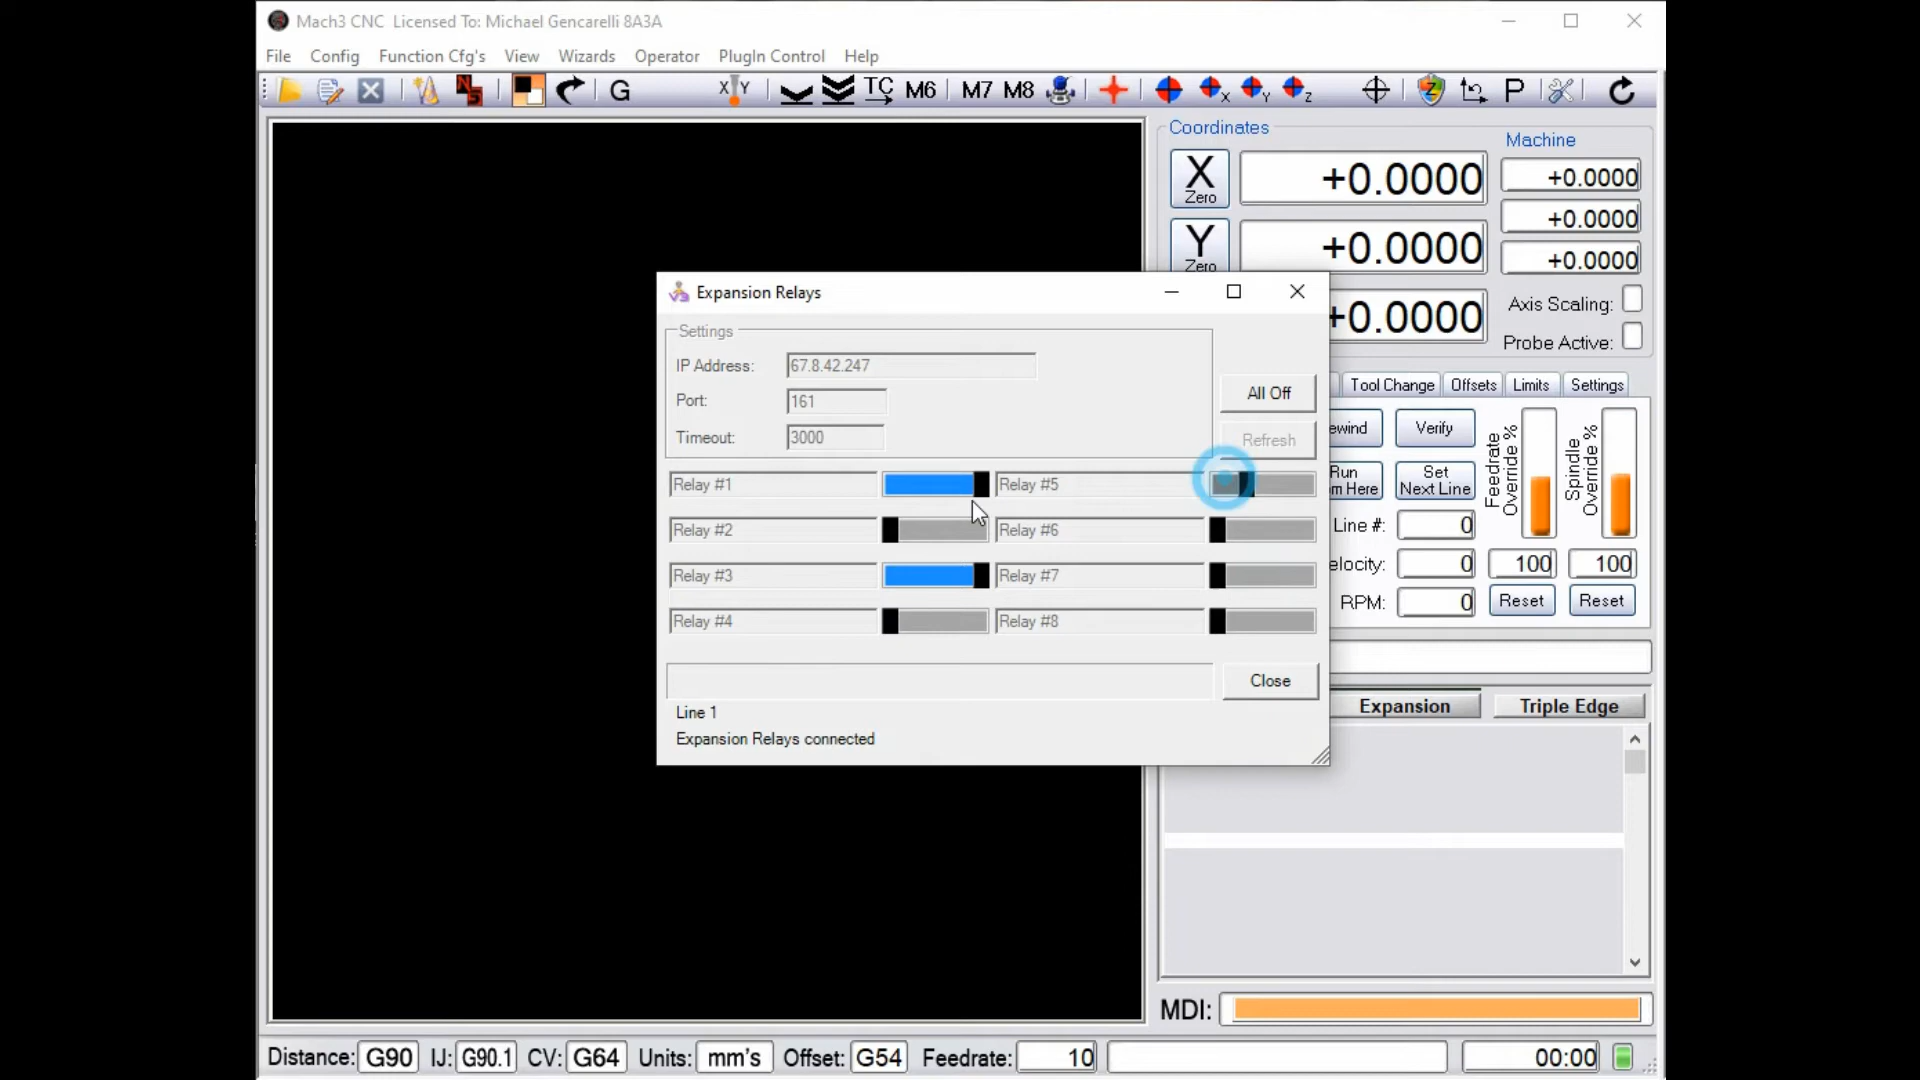 Mach3 CNC Licensed To: Michael Gencarelli 8A3A
File Config Function Cfg's View Wizards Operator PlugIn Control Help
G X Y TC M6 M7 M8 X Y Z Z P
Coordinates
Machine
X Zero +0.0000 +0.0000
Y Zero +0.0000 +0.0000
+0.0000
+0.0000
Axis Scaling:
Probe Active:
Expansion Relays
Settings
IP Address: 67.8.42.247
Port: 161
Timeout: 3000
All Off
Refresh
Relay #1 Relay #5
Relay #2 Relay #6
Relay #3 Relay #7
Relay #4 Relay #8
Close
Line 1
Expansion Relays connected
Tool Change Offsets Limits Settings
ewind Verify
Run
m Here
Set
Next Line
Feedrate
Override %
Spindle
Override %
Line #: 0
elocity: 0 100 100
RPM: 0 Reset Reset
Expansion Triple Edge
MDI:
Distance: G90 IJ: G90.1 CV: G64 Units: mm's Offset: G54 Feedrate: 10 00:00